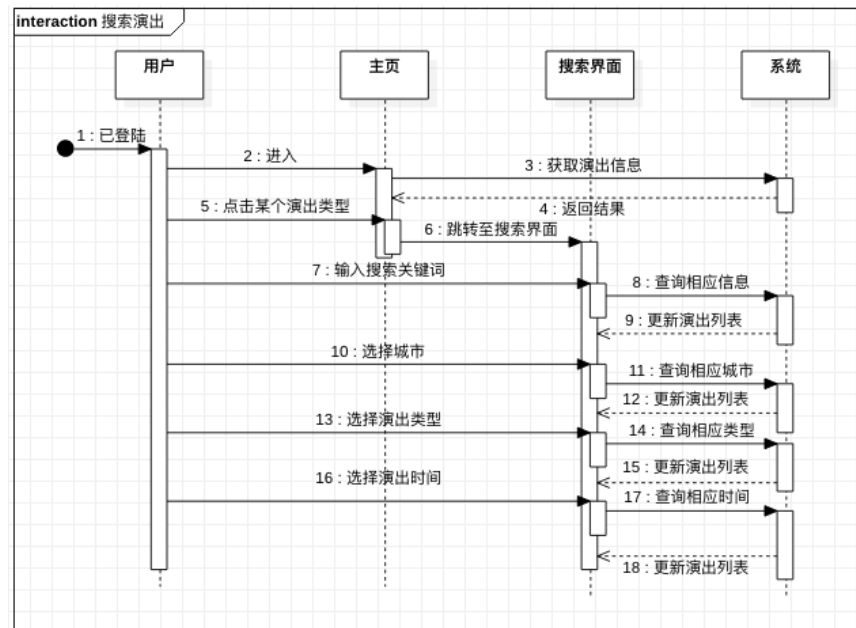 interaction 搜索演出
用户
主页
搜索界面
系统
1 : 已登陆
2 : 进入
3 : 获取演出信息
4 : 返回结果
5 : 点击某个演出类型
6 : 跳转至搜索界面
7 : 输入搜索关键词
8 : 查询相应信息
9 : 更新演出列表
10 : 选择城市
11 : 查询相应城市
12 : 更新演出列表
13 : 选择演出类型
14 : 查询相应类型
15 : 更新演出列表
16 : 选择演出时间
17 : 查询相应时间
18 : 更新演出列表